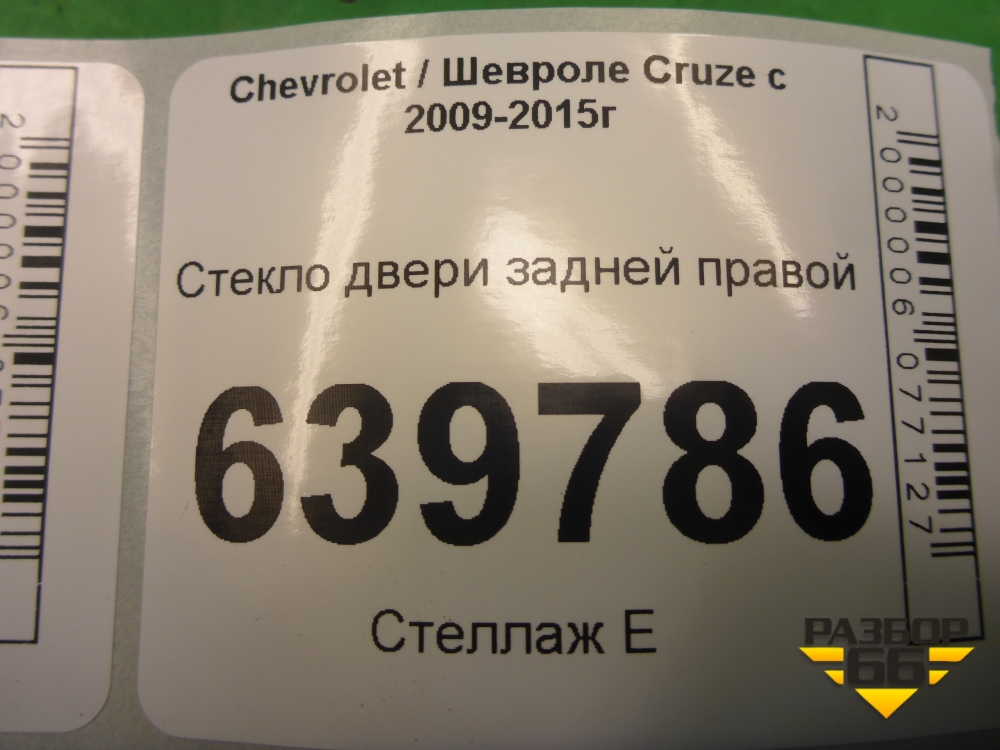 Chevrolet / Шевроле Cruze с
2009-2015г
Стекло двери задней правой
639786
Стеллаж Е
2000006077127
РАЗБОР
66